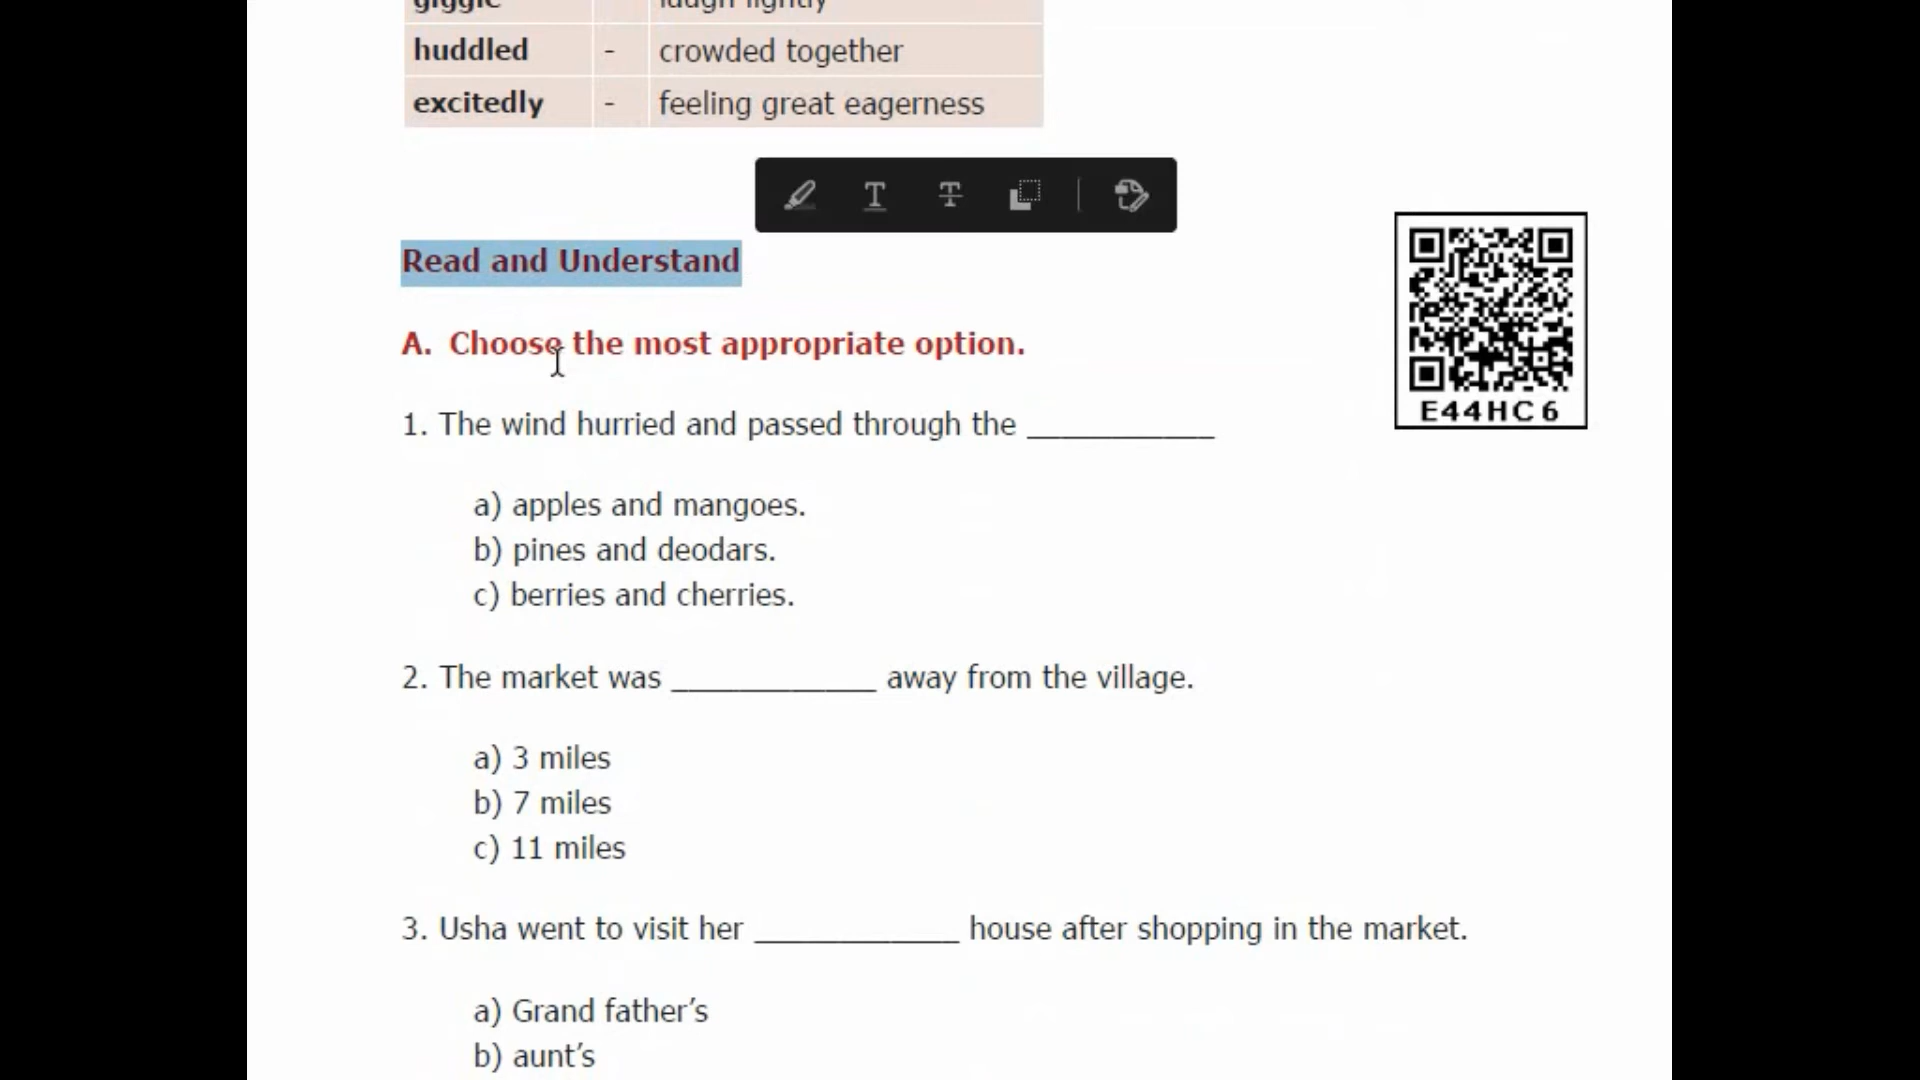 giggle - laugh lightly
huddled - crowded together
excitedly - feeling great eagerness
Read and Understand
A. Choose the most appropriate option.
E44HC6
1. The wind hurried and passed through the ___________
a) apples and mangoes.
b) pines and deodars.
c) berries and cherries.
2. The market was ____________ away from the village.
a) 3 miles
b) 7 miles
c) 11 miles
3. Usha went to visit her ____________ house after shopping in the market.
a) Grand father’s
b) aunt’s